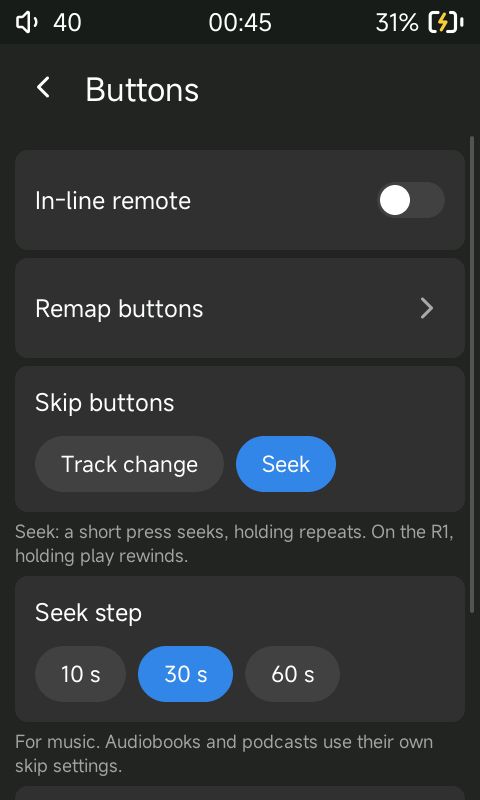 40 00:45 31%
Buttons
In-line remote
Remap buttons
Skip buttons
Track change Seek
Seek: a short press seeks, holding repeats. On the R1,
holding play rewinds.
Seek step
10 s 30 s 60 s
For music. Audiobooks and podcasts use their own
skip settings.